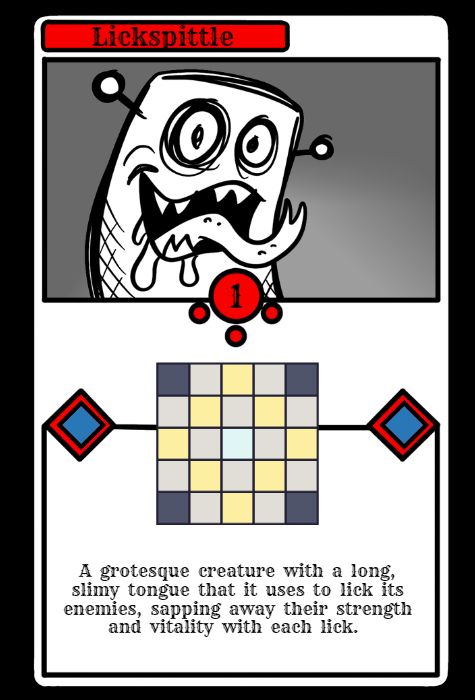 Lickspittle
1
A grotesque creature with a long,
slimy tongue that it uses to lick its
enemies, sapping away their strength
and vitality with each lick.